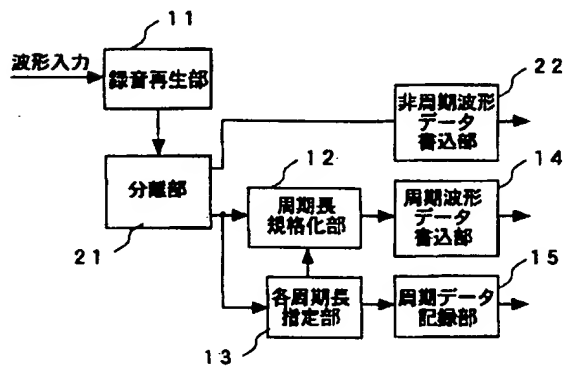 11
波形入力
録音再生部
22
非周期波形
データ
書込部
分離部
21
12
周期長
規格化部
14
周期波形
データ
書込部
各周期長
指定部
13
15
周期データ
記録部